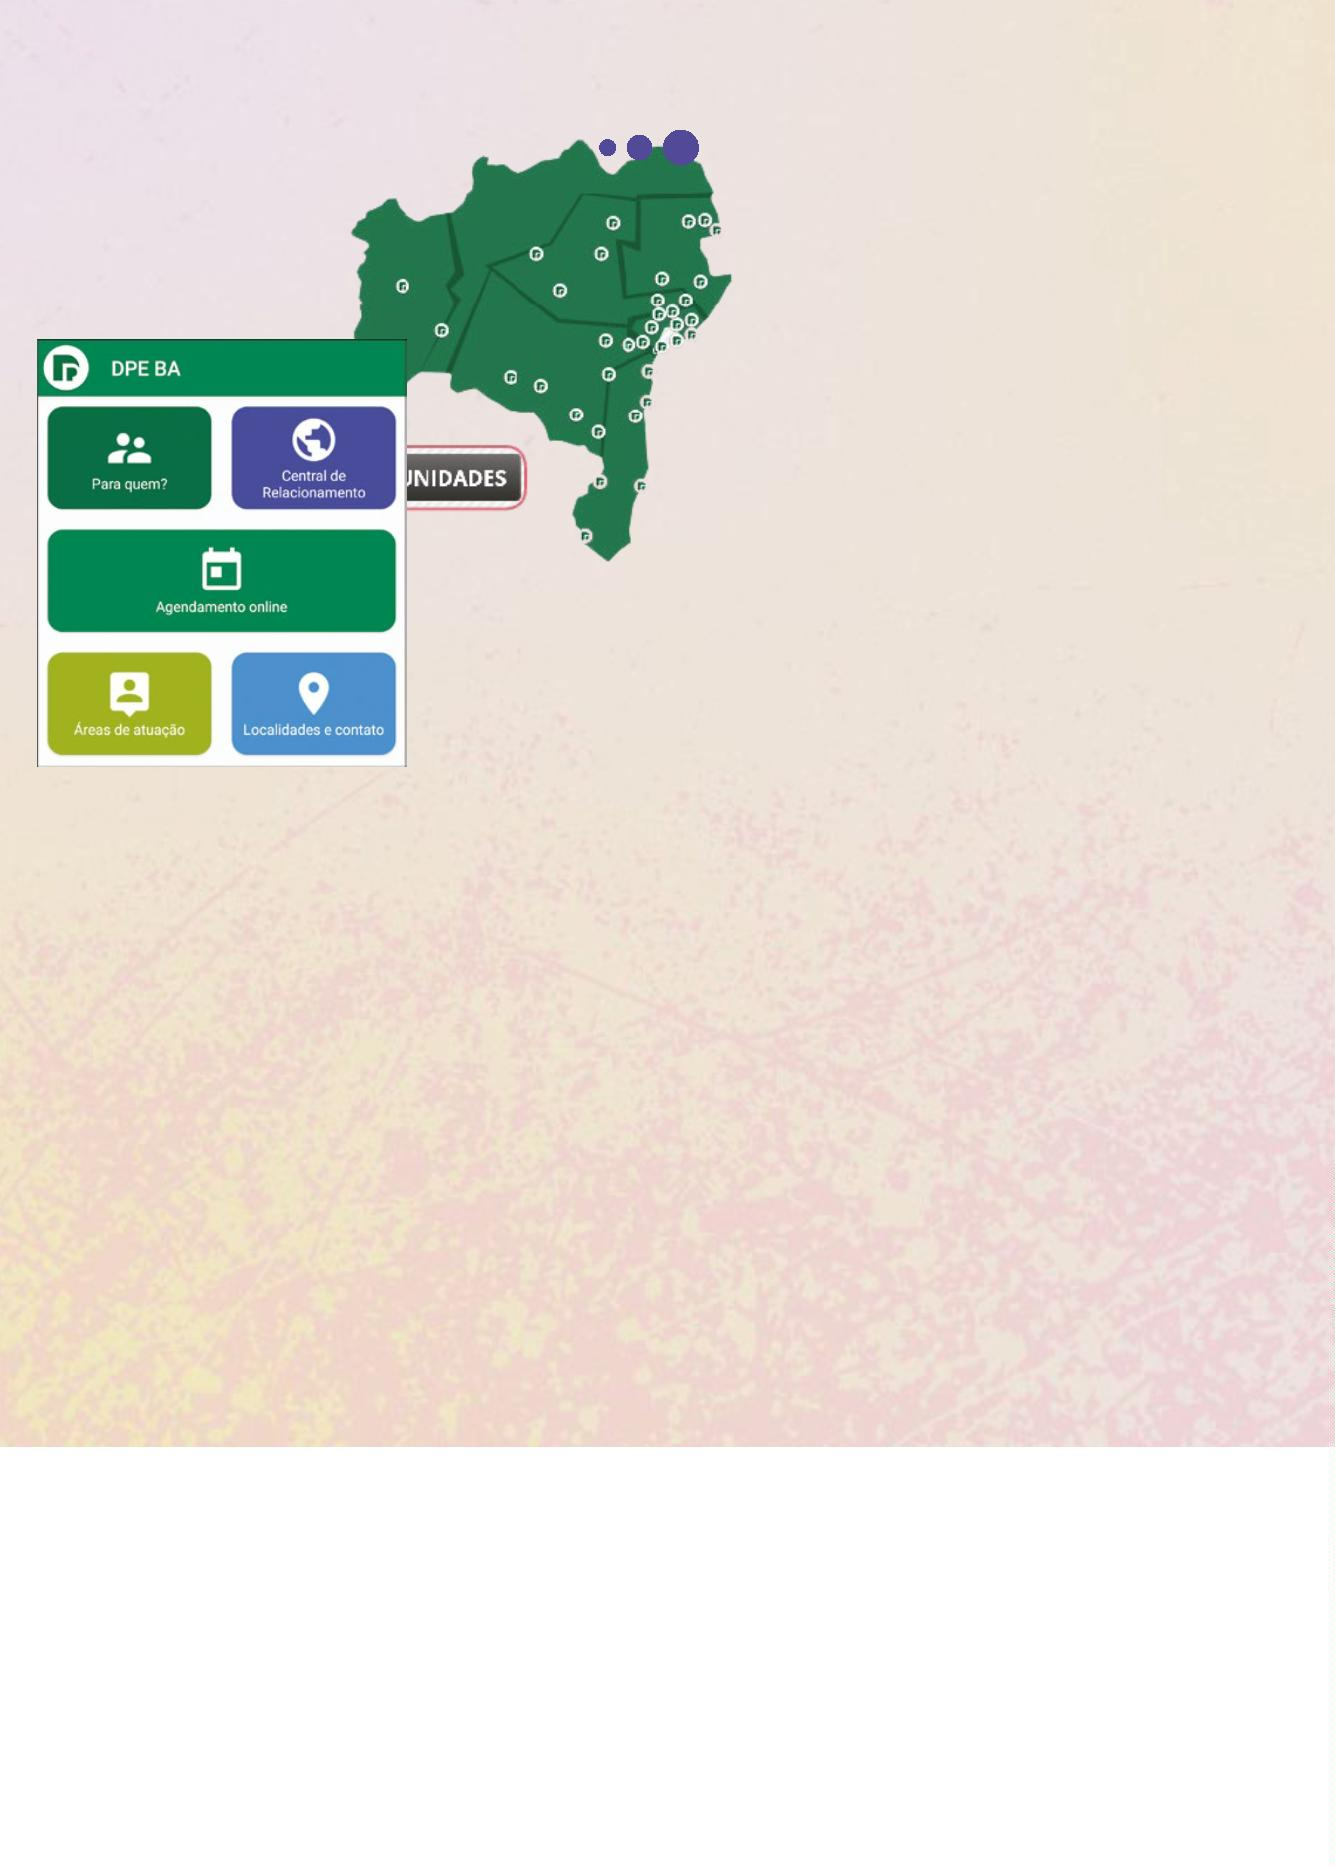 DPE BA
Para quem?
Central de
Relacionamento
UNIDADES
Agendamento online
Áreas de atuação
Localidades e contato